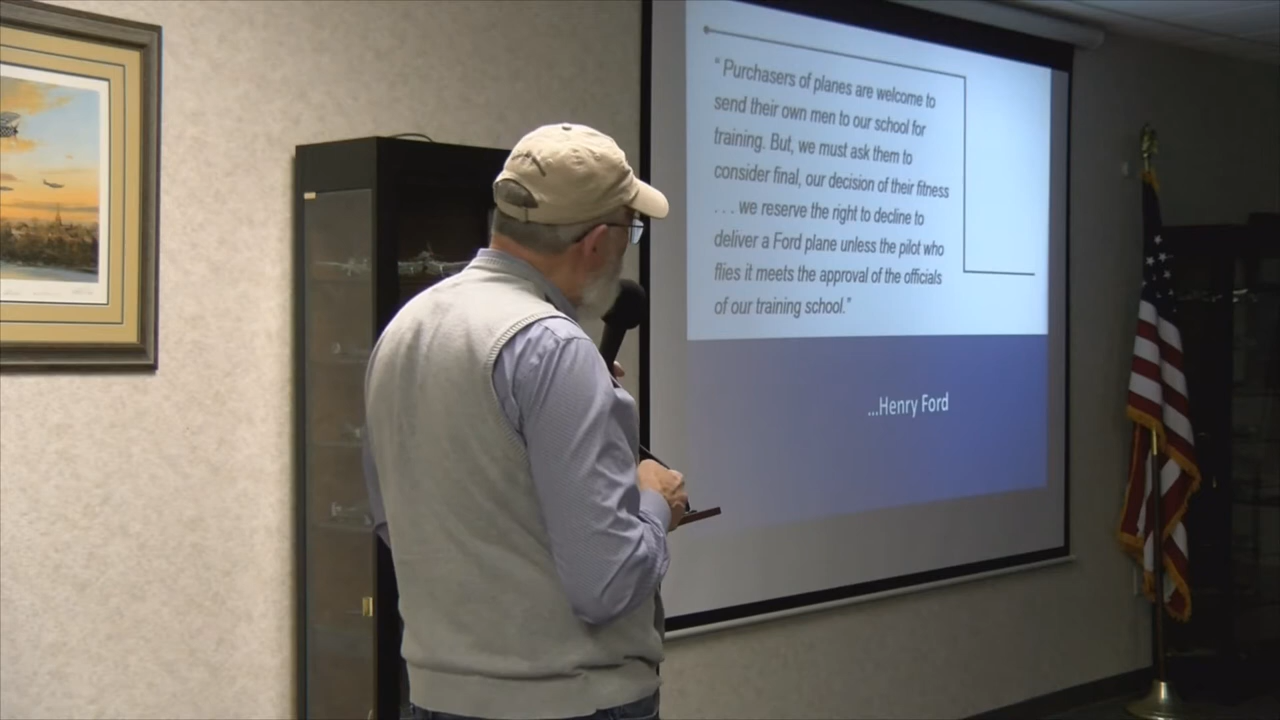 “ Purchasers of planes are welcome to
send their own men to our school for
training. But, we must ask them to
consider final, our decision of their fitness
. . . we reserve the right to decline to
deliver a Ford plane unless the pilot who
flies it meets the approval of the officials
of our training school.”
...Henry Ford